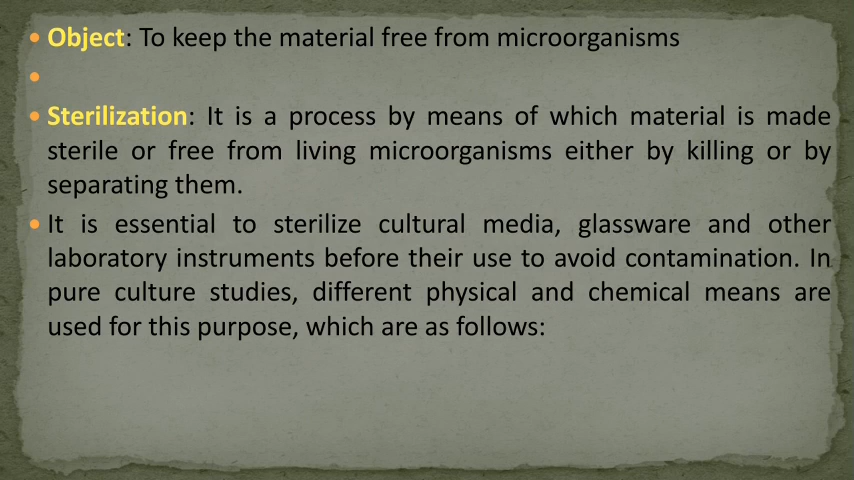 • Object: To keep the material free from microorganisms
•
• Sterilization: It is a process by means of which material is made
sterile or free from living microorganisms either by killing or by
separating them.
• It is essential to sterilize cultural media, glassware and other
laboratory instruments before their use to avoid contamination. In
pure culture studies, different physical and chemical means are
used for this purpose, which are as follows: